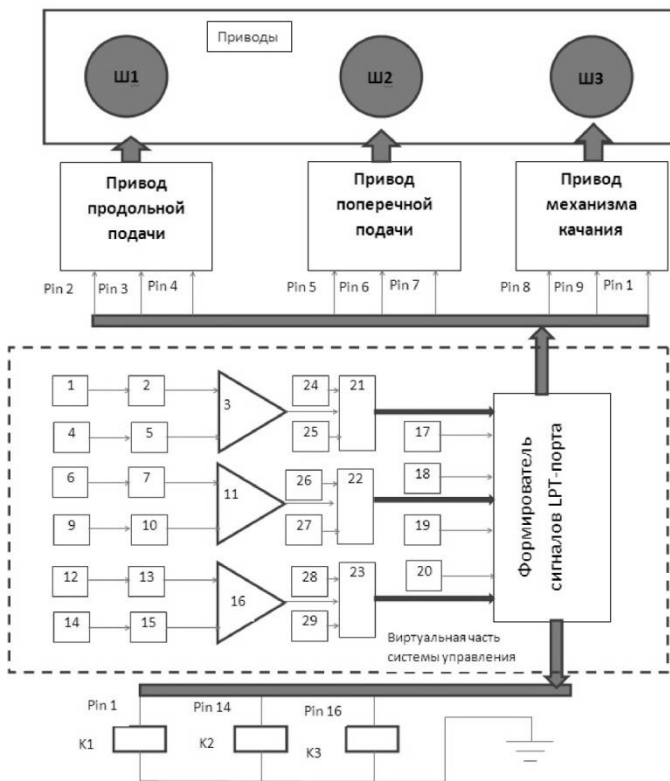 Приводы
Ш1
Ш2
Ш3
Привод
продольной
подачи
Привод
поперечной
подачи
Привод
механизма
качания
Pin 2
Pin 3
Pin 4
Pin 5
Pin 6
Pin 7
Pin 8
Pin 9
Pin 1
1
2
3
24
21
4
5
25
17
6
7
11
26
22
18
9
10
27
19
12
13
16
28
23
20
14
15
29
Формирователь
сигналов LPT-порта
Виртуальная часть
системы управления
Pin 1
Pin 14
Pin 16
К1
К2
К3